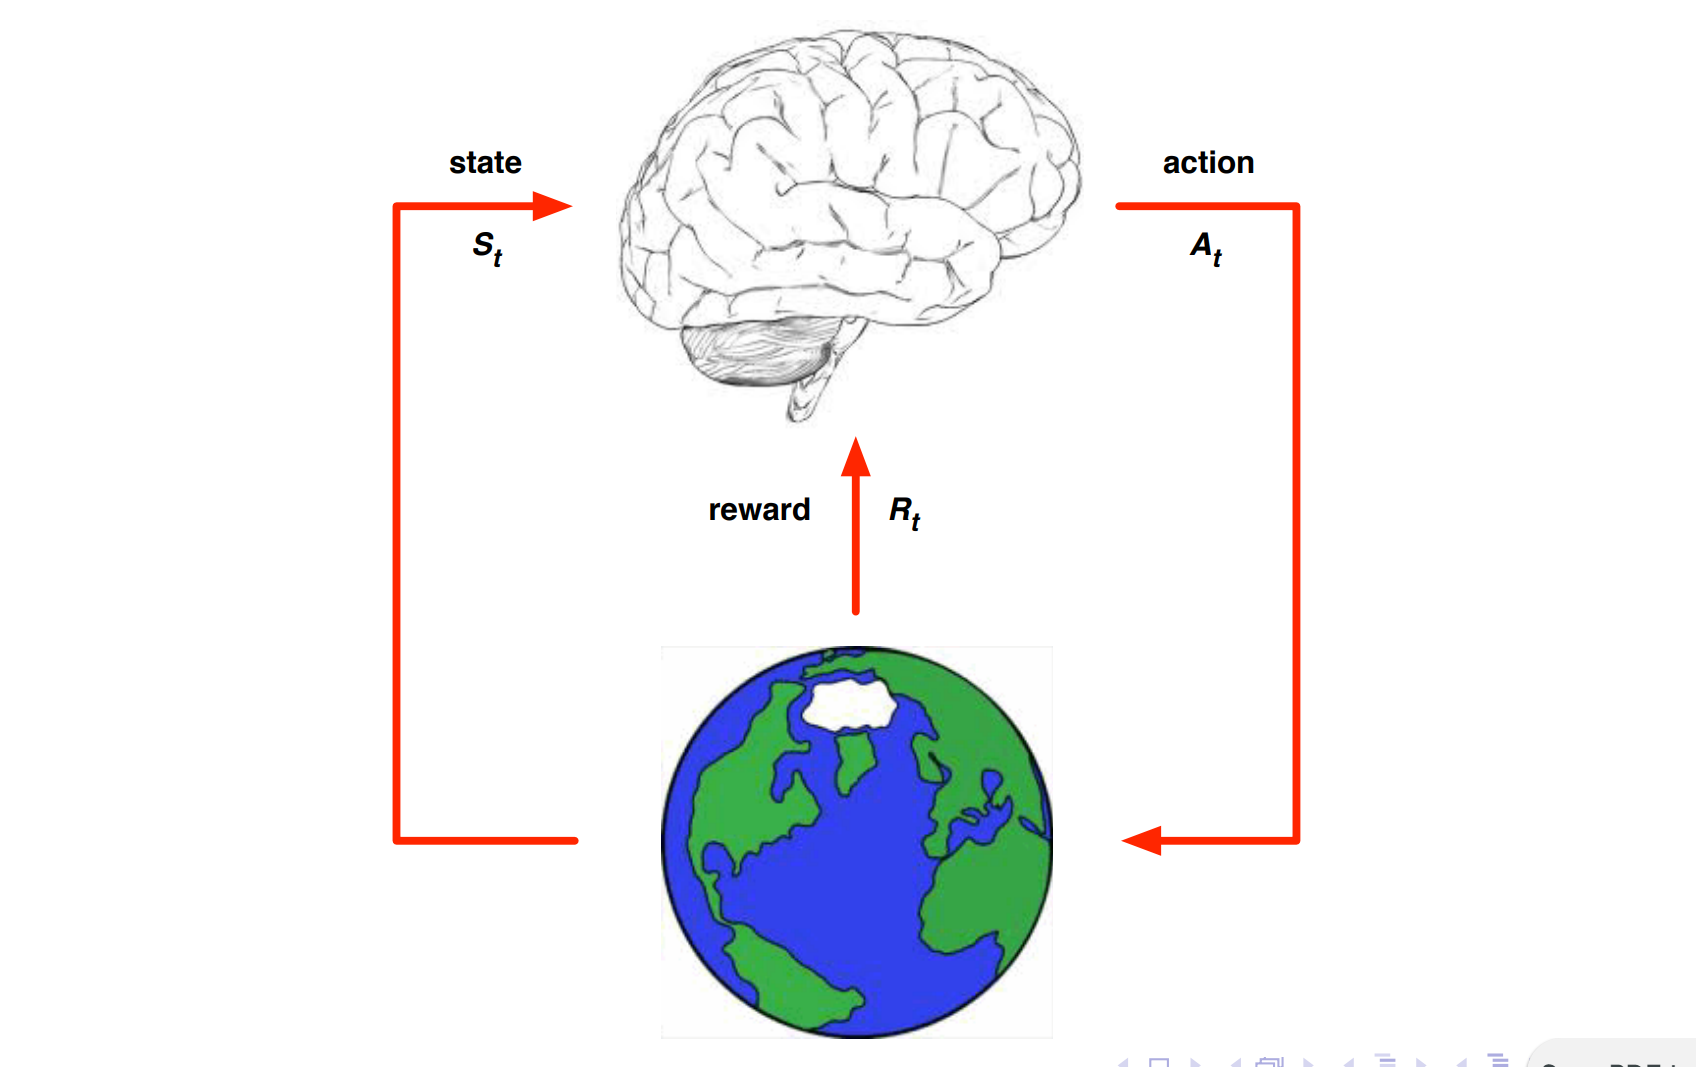 state
S_t
action
A_t
reward R_t